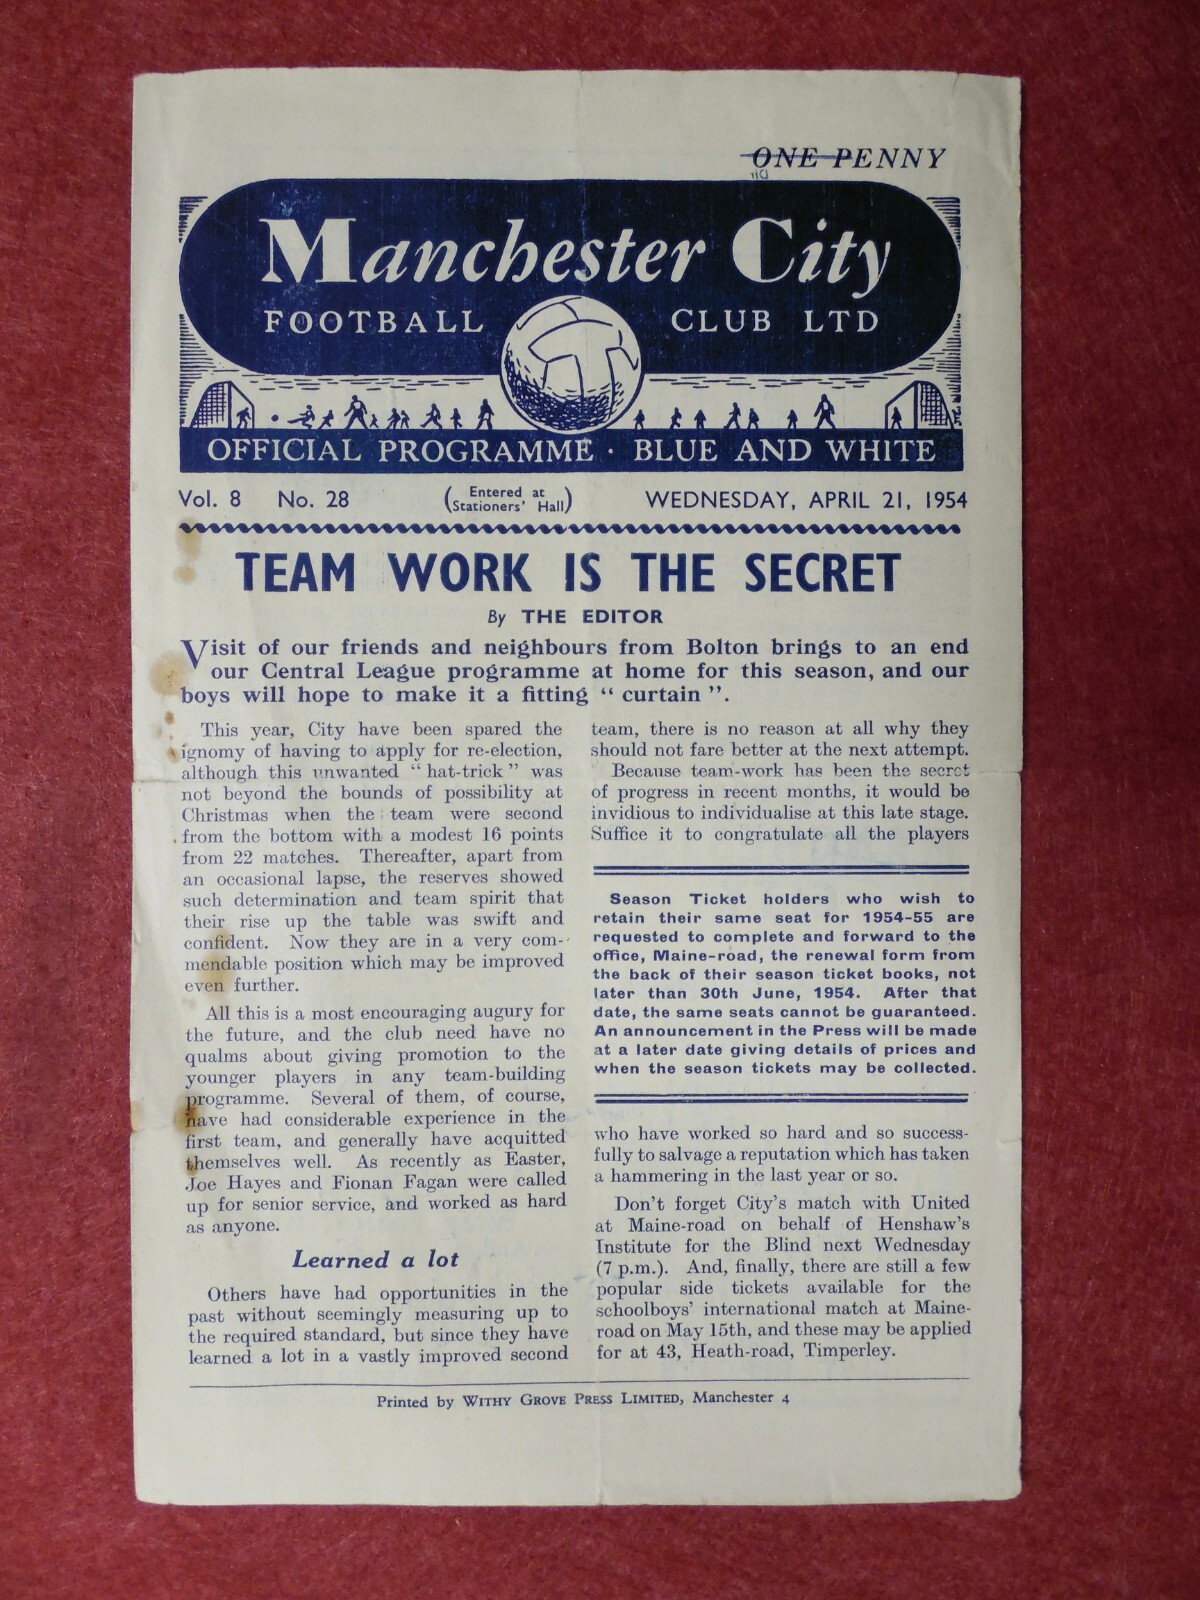 ONE PENNY
Manchester City
FOOTBALL CLUB LTD
OFFICIAL PROGRAMME · BLUE AND WHITE
Vol. 8 No. 28 (Entered at Stationers' Hall) WEDNESDAY, APRIL 21, 1954
TEAM WORK IS THE SECRET
By THE EDITOR
Visit of our friends and neighbours from Bolton brings to an end
our Central League programme at home for this season, and our
boys will hope to make it a fitting " curtain ".
This year, City have been spared the
ignomy of having to apply for re-election,
although this unwanted " hat-trick " was
not beyond the bounds of possibility at
Christmas when the team were second
from the bottom with a modest 16 points
from 22 matches. Thereafter, apart from
an occasional lapse, the reserves showed
such determination and team spirit that
their rise up the table was swift and
confident. Now they are in a very com-
mendable position which may be improved
even further.
All this is a most encouraging augury for
the future, and the club need have no
qualms about giving promotion to the
younger players in any team-building
programme. Several of them, of course,
have had considerable experience in the
first team, and generally have acquitted
themselves well. As recently as Easter,
Joe Hayes and Fionan Fagan were called
up for senior service, and worked as hard
as anyone.
Learned a lot
Others have had opportunities in the
past without seemingly measuring up to
the required standard, but since they have
learned a lot in a vastly improved second
team, there is no reason at all why they
should not fare better at the next attempt.
Because team-work has been the secret
of progress in recent months, it would be
invidious to individualise at this late stage.
Suffice it to congratulate all the players
Season Ticket holders who wish to
retain their same seat for 1954-55 are
requested to complete and forward to the
office, Maine-road, the renewal form from
the back of their season ticket books, not
later than 30th June, 1954. After that
date, the same seats cannot be guaranteed.
An announcement in the Press will be made
at a later date giving details of prices and
when the season tickets may be collected.
who have worked so hard and so success-
fully to salvage a reputation which has taken
a hammering in the last year or so.
Don't forget City's match with United
at Maine-road on behalf of Henshaw's
Institute for the Blind next Wednesday
(7 p.m.). And, finally, there are still a few
popular side tickets available for the
schoolboys' international match at Maine-
road on May 15th, and these may be applied
for at 43, Heath-road, Timperley.
Printed by WITHY GROVE PRESS LIMITED, Manchester 4